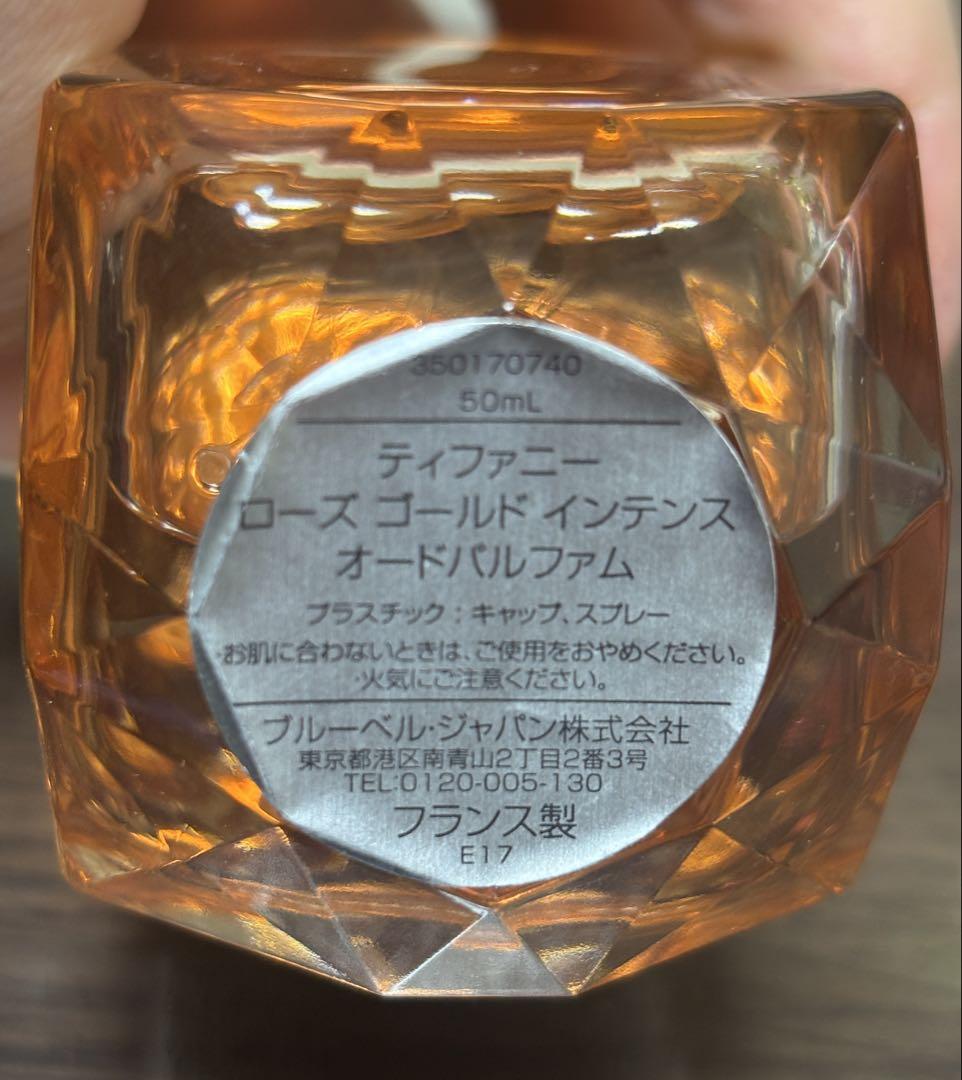 350170740
50mL
ティファニー
ローズ ゴールド インテンス
オードパルファム
プラスチック：キャップ、スプレー
・お肌に合わないときは、ご使用をおやめください。
・火気にご注意ください。
ブルーベル・ジャパン株式会社
東京都港区南青山2丁目2番3号
TEL:0120-005-130
フランス製
E17